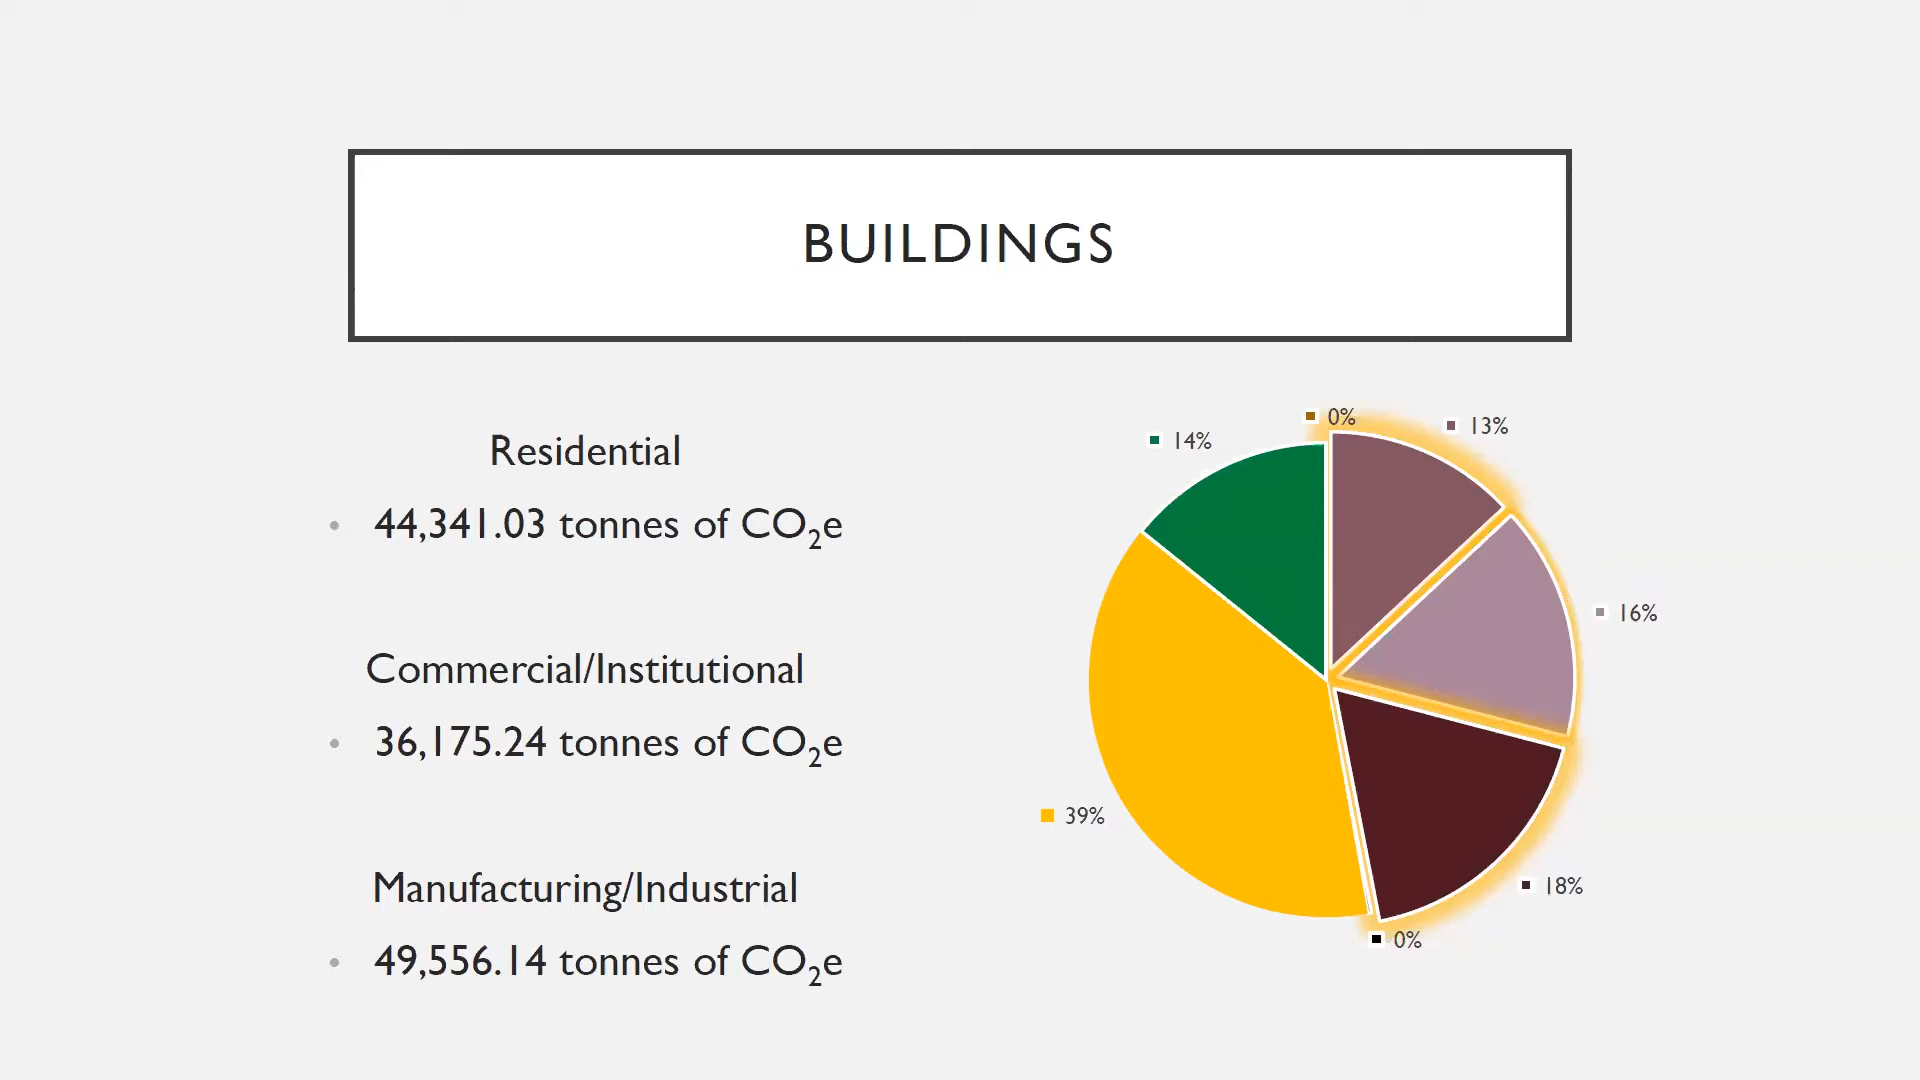 BUILDINGS
Residential
• 44,341.03 tonnes of CO₂e
Commercial/Institutional
• 36,175.24 tonnes of CO₂e
Manufacturing/Industrial
• 49,556.14 tonnes of CO₂e
0%
13%
14%
16%
39%
18%
0%